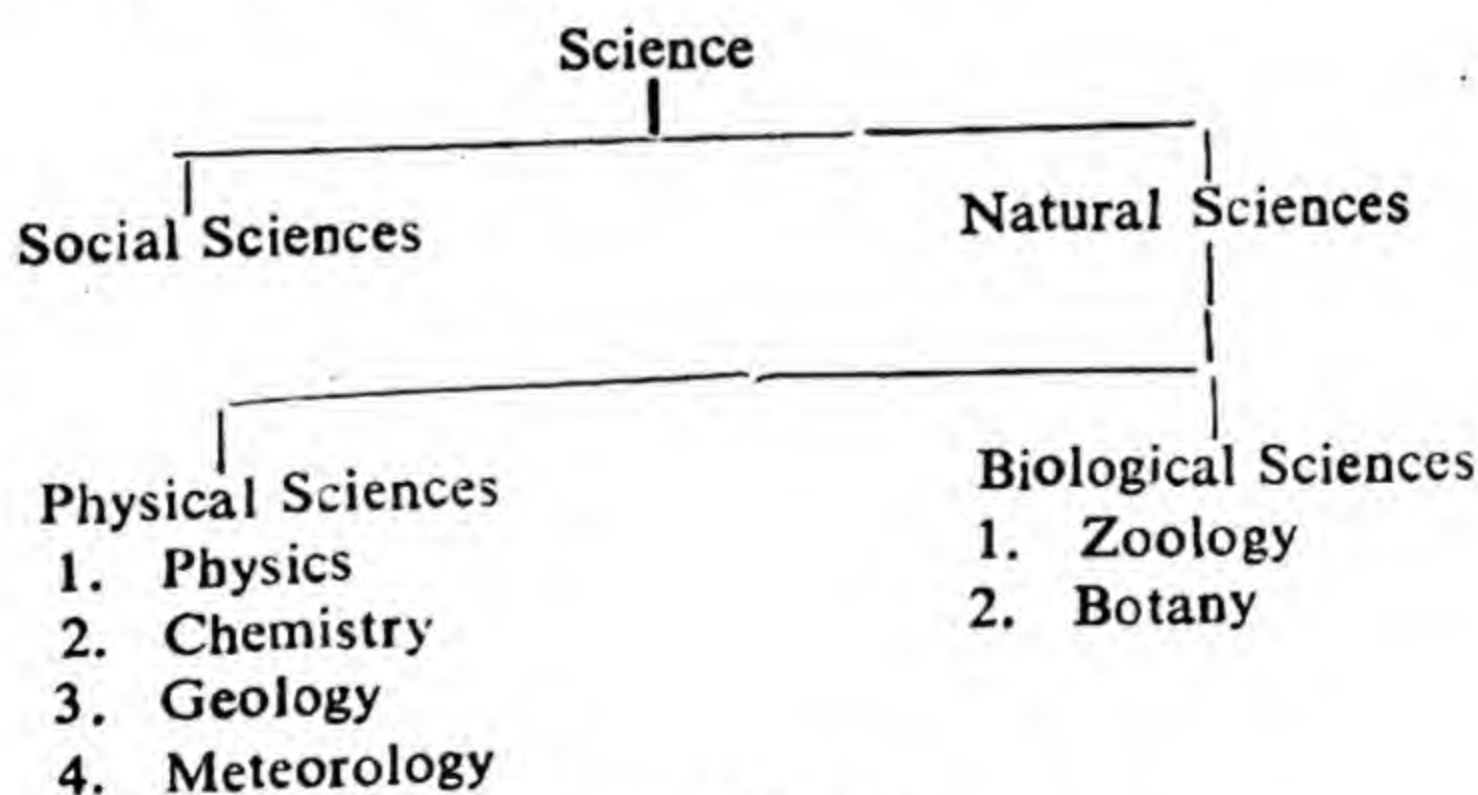 Science
Social Sciences
Natural Sciences
Physical Sciences
1. Physics
2. Chemistry
3. Geology
4. Meteorology
Biological Sciences
1. Zoology
2. Botany